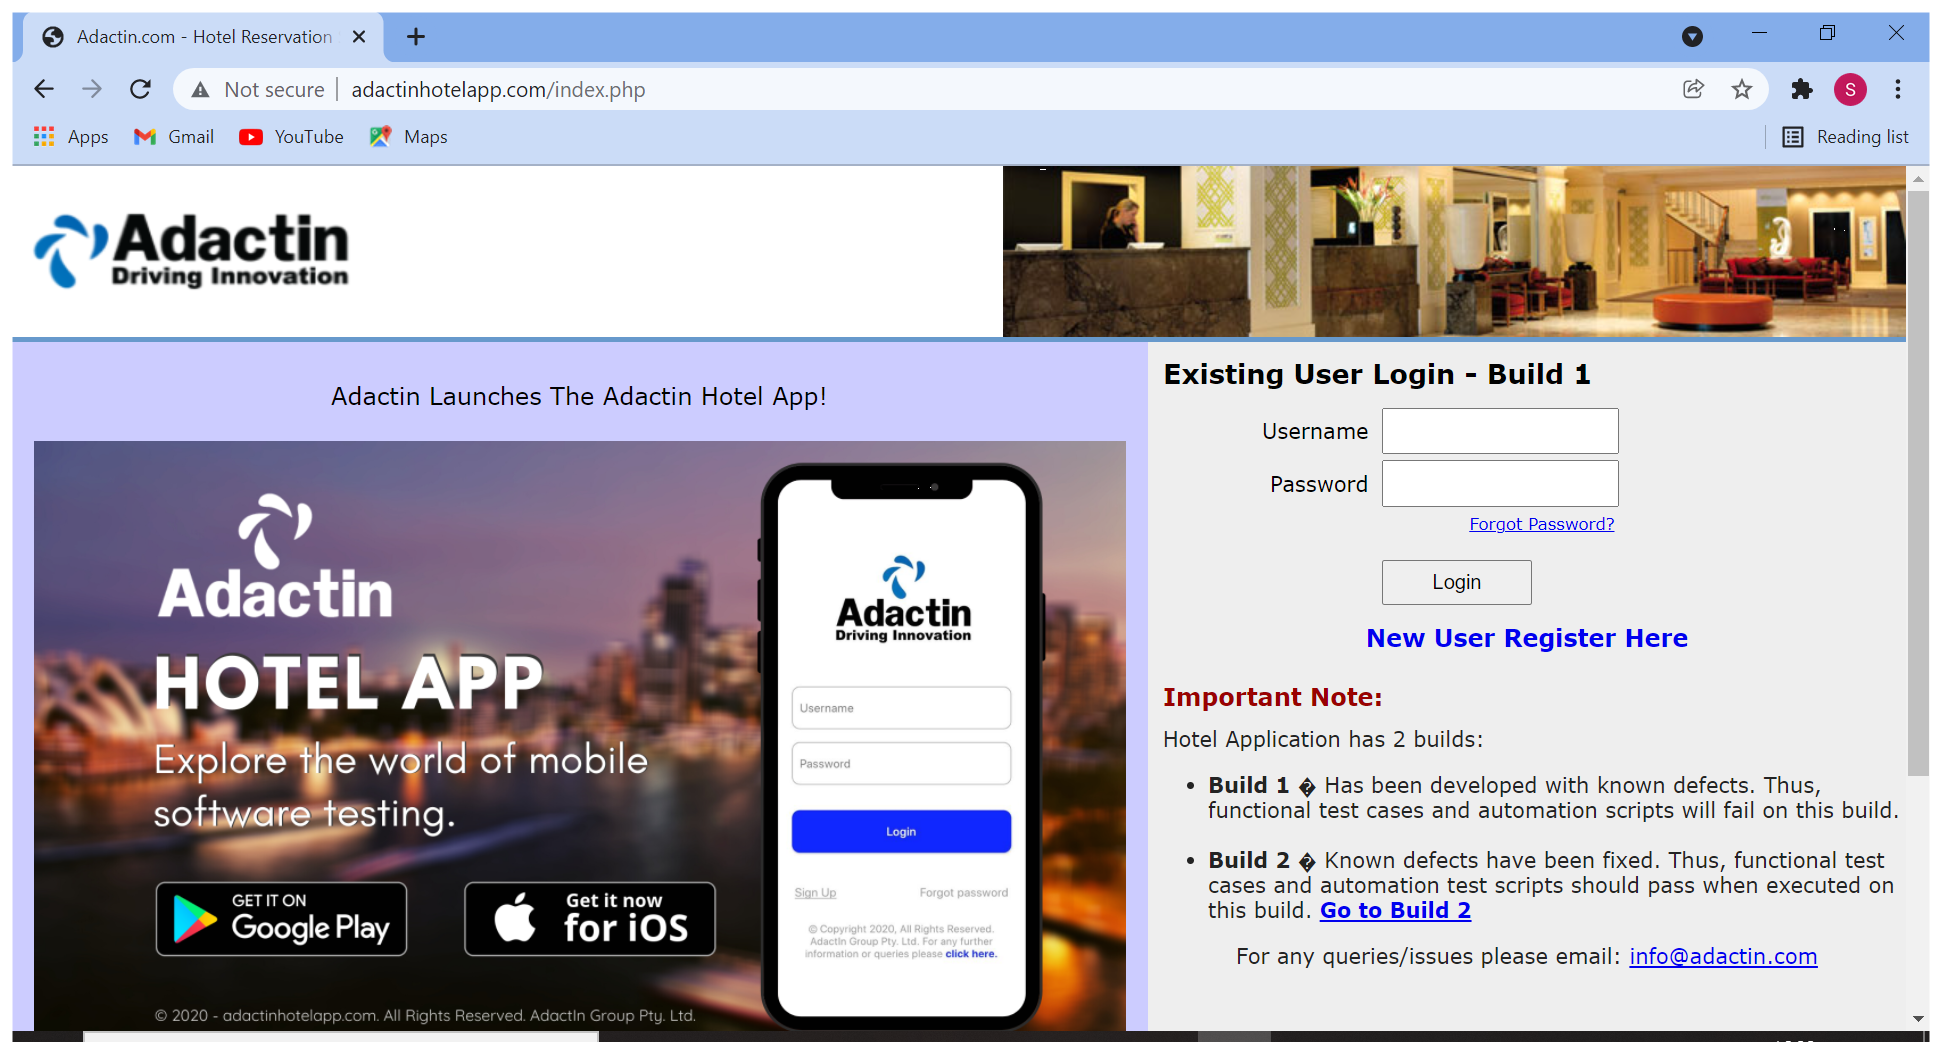 Adactin.com - Hotel Reservation
Not secure | adactinhotelapp.com/index.php
S
Apps Gmail YouTube Maps
Reading list
Adactin
Driving Innovation
Adactin Launches The Adactin Hotel App!
Adactin
HOTEL APP
Explore the world of mobile
software testing.
GET IT ON
Google Play
Get it now
for iOS
© 2020 - adactinhotelapp.com. All Rights Reserved. AdactIn Group Pty. Ltd.
Adactin
Driving Innovation
Username
Password
Login
Sign Up Forgot password
© Copyright 2020, All Rights Reserved.
AdactIn Group Pty. Ltd. For any further
information or queries please click here.
Existing User Login - Build 1
Username
Password
Forgot Password?
Login
New User Register Here
Important Note:
Hotel Application has 2 builds:
• Build 1 � Has been developed with known defects. Thus,
functional test cases and automation scripts will fail on this build.
• Build 2 � Known defects have been fixed. Thus, functional test
cases and automation test scripts should pass when executed on
this build. Go to Build 2
For any queries/issues please email: info@adactin.com